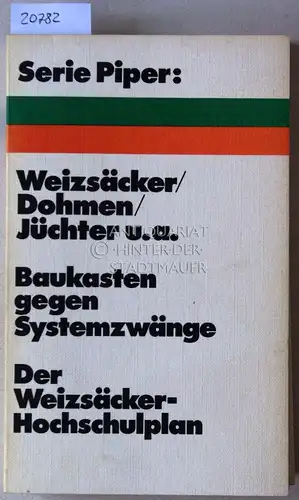 20782
Serie Piper:
Weizsäcker/
Dohmen/
Jüchter u.a.
ANTIQUARIAT
HINTER·DER
STADTMAUER
Baukasten
gegen
Systemzwänge
Der
Weizsäcker-
Hochschulplan